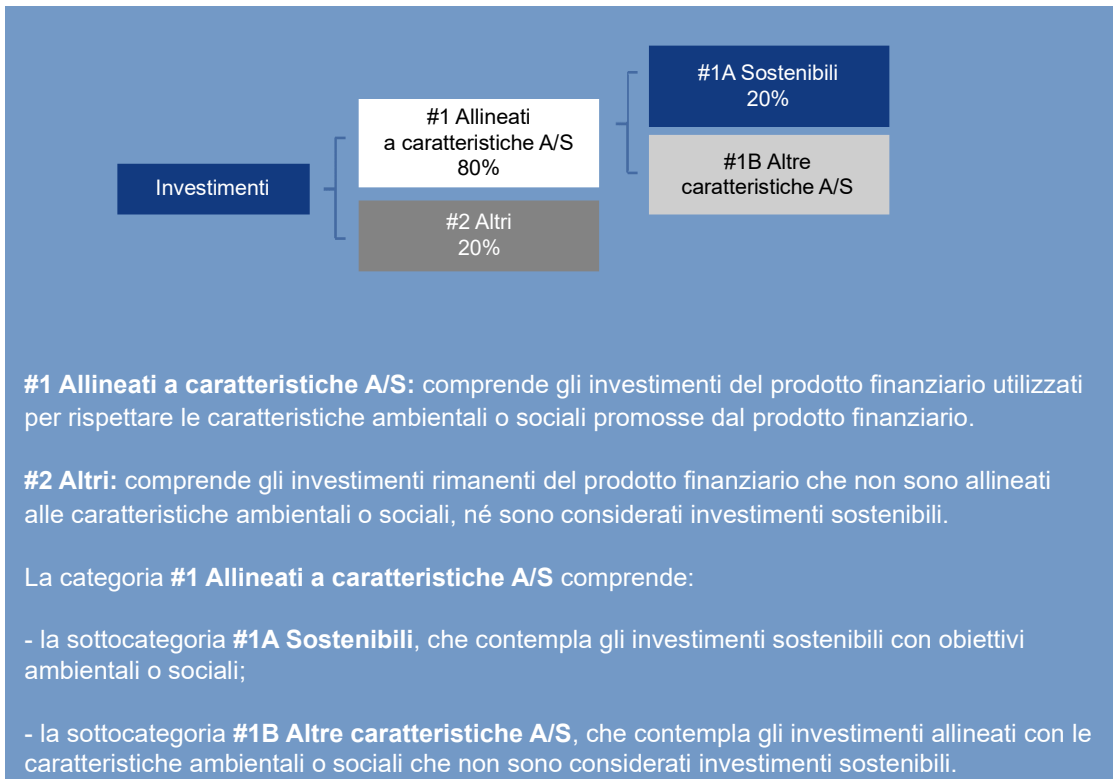 #1A Sostenibili
20%
#1 Allineati
a caratteristiche A/S
80%
#1B Altre
caratteristiche A/S
Investimenti
#2 Altri
20%
#1 Allineati a caratteristiche A/S: comprende gli investimenti del prodotto finanziario utilizzati
per rispettare le caratteristiche ambientali o sociali promosse dal prodotto finanziario.
#2 Altri: comprende gli investimenti rimanenti del prodotto finanziario che non sono allineati
alle caratteristiche ambientali o sociali, né sono considerati investimenti sostenibili.
La categoria #1 Allineati a caratteristiche A/S comprende:
- la sottocategoria #1A Sostenibili, che contempla gli investimenti sostenibili con obiettivi
ambientali o sociali;
- la sottocategoria #1B Altre caratteristiche A/S, che contempla gli investimenti allineati con le
caratteristiche ambientali o sociali che non sono considerati investimenti sostenibili.